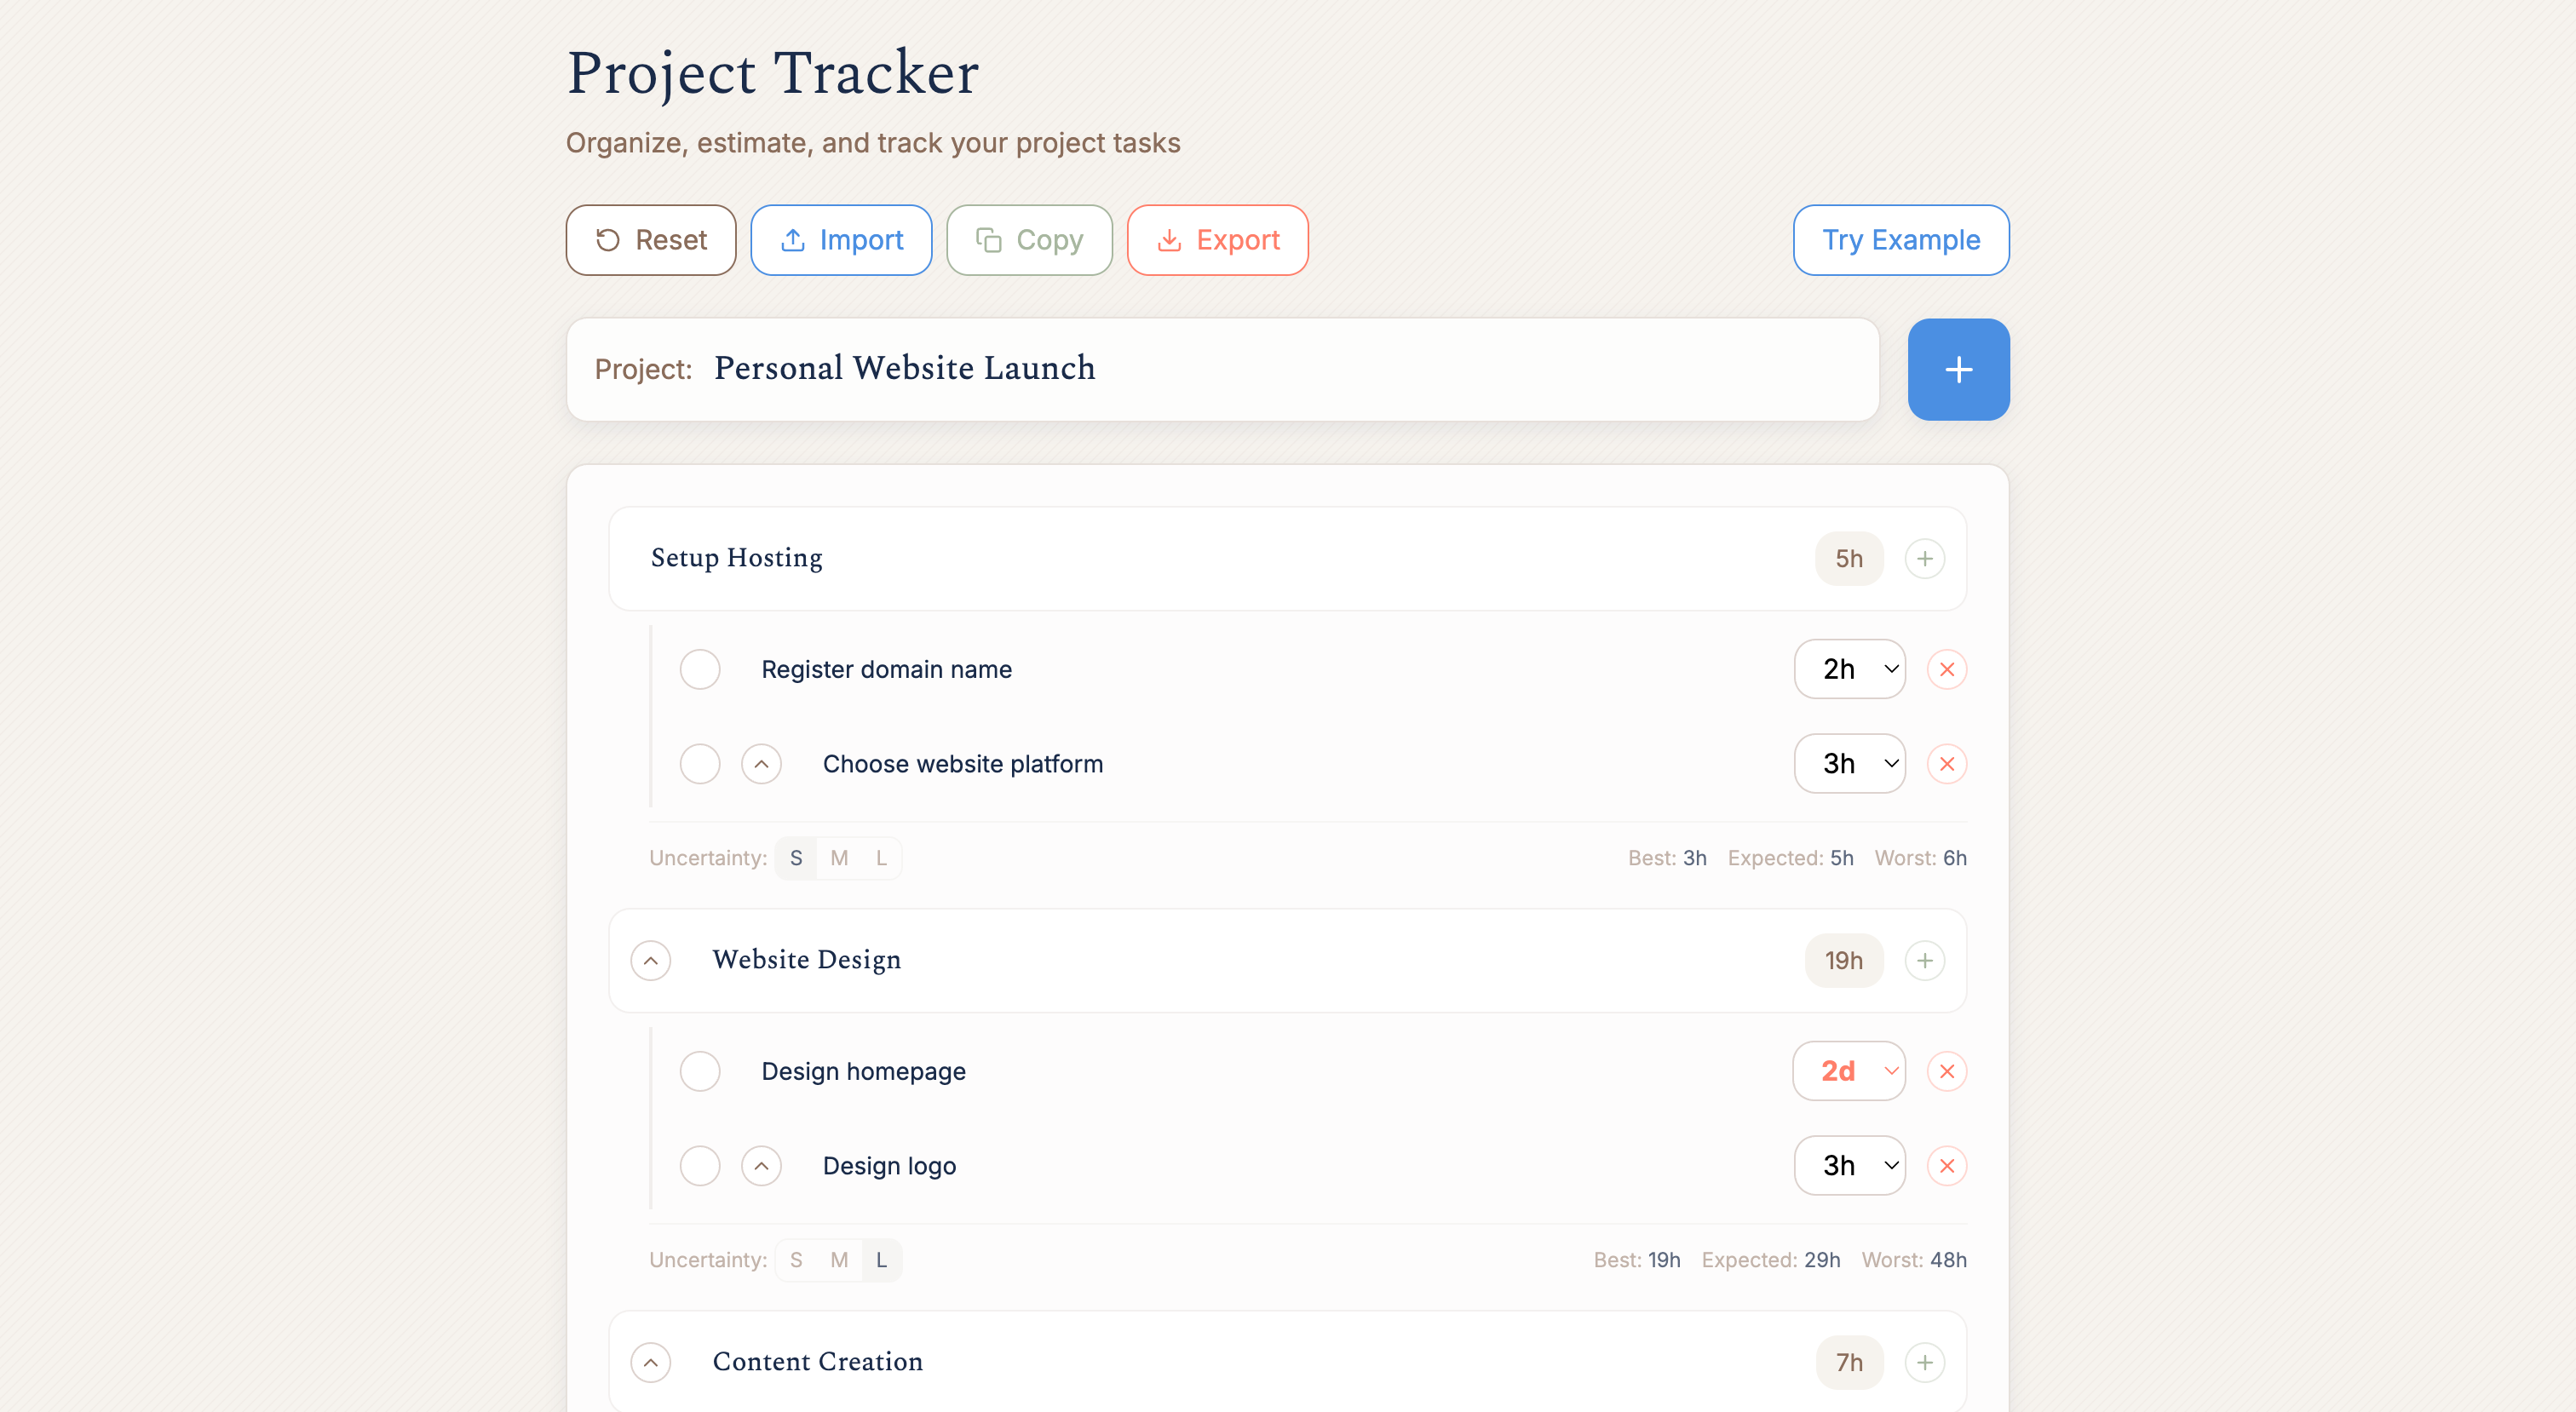 Project Tracker
Organize, estimate, and track your project tasks
Reset Import Copy Export Try Example
Project: Personal Website Launch
Setup Hosting 5h
Register domain name 2h
Choose website platform 3h
Uncertainty: S M L Best: 3h Expected: 5h Worst: 6h
Website Design 19h
Design homepage 2d
Design logo 3h
Uncertainty: S M L Best: 19h Expected: 29h Worst: 48h
Content Creation 7h